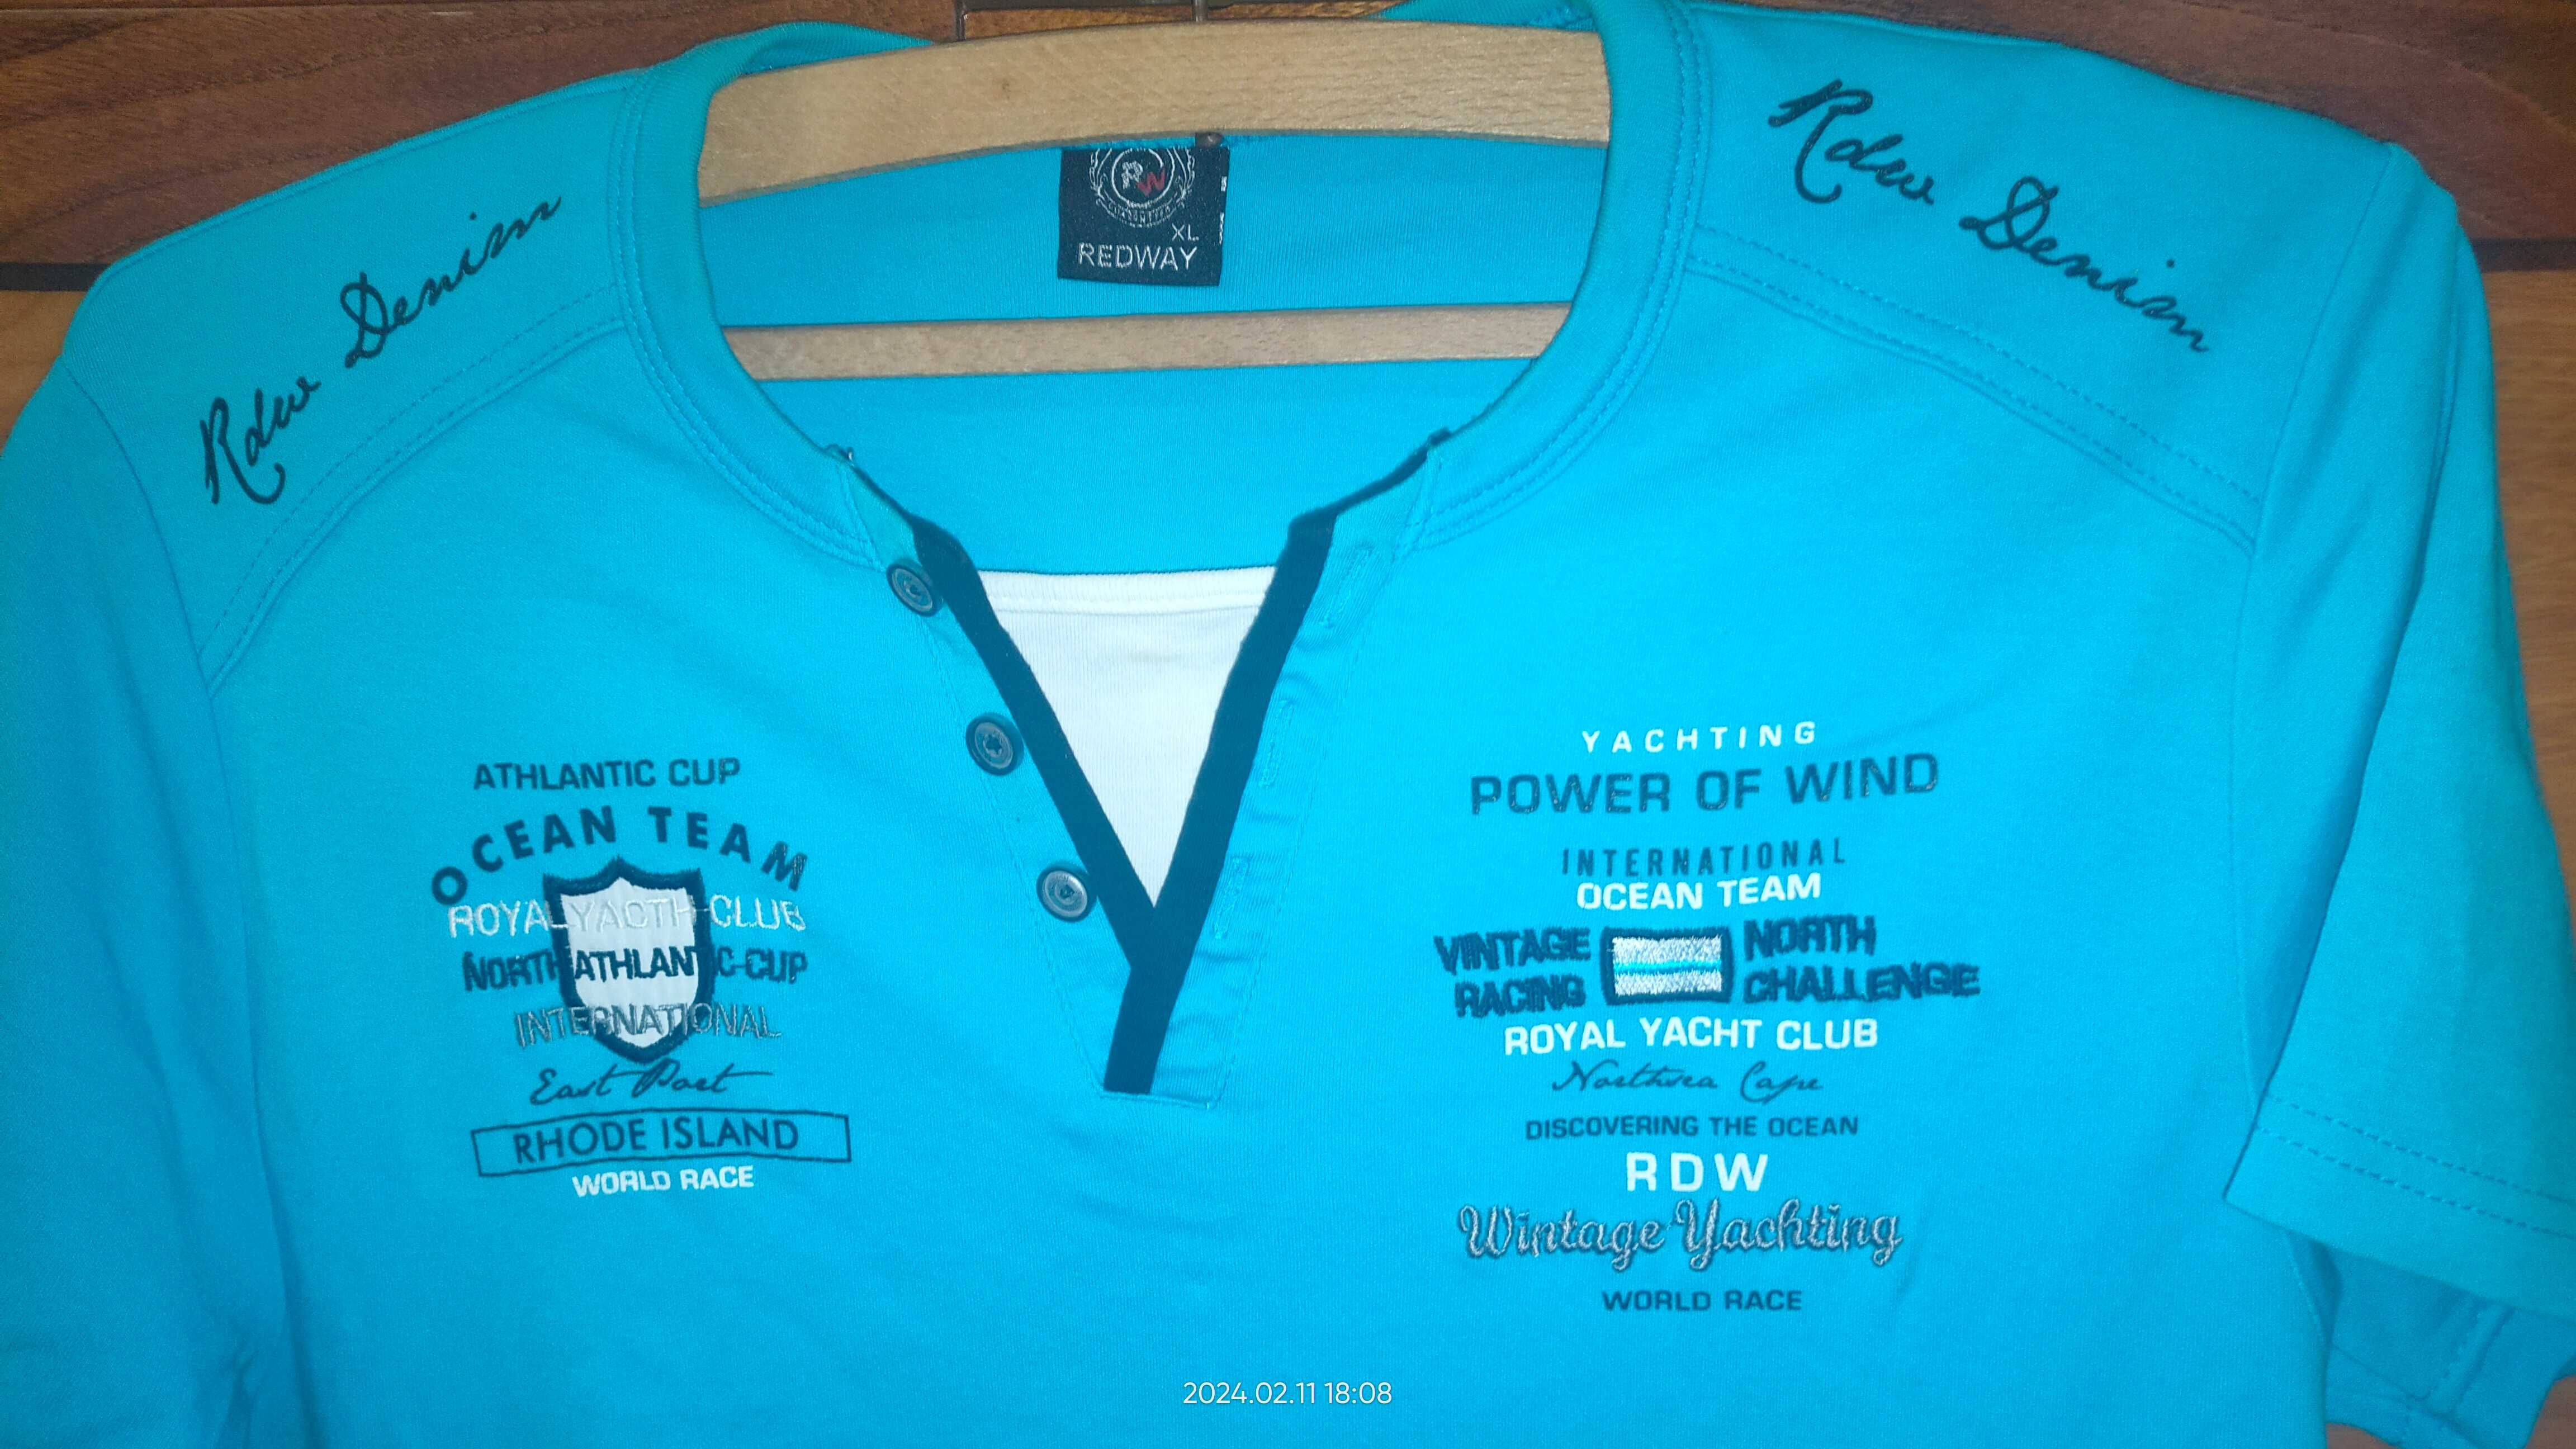 Rdw Denim
Rdw Denim
RW
XL
REDWAY
ATHLANTIC CUP
OCEAN TEAM
ROYAL YACTH CLUB
NORTH ATHLANTIC-CUP
INTERNATIONAL
East Port
RHODE ISLAND
WORLD RACE
YACHTING
POWER OF WIND
INTERNATIONAL
OCEAN TEAM
VINTAGE RACING
NORTH CHALLENGE
ROYAL YACHT CLUB
Northsea Cape
DISCOVERING THE OCEAN
RDW
Wintage Yachting
WORLD RACE
2024.02.11 18:08